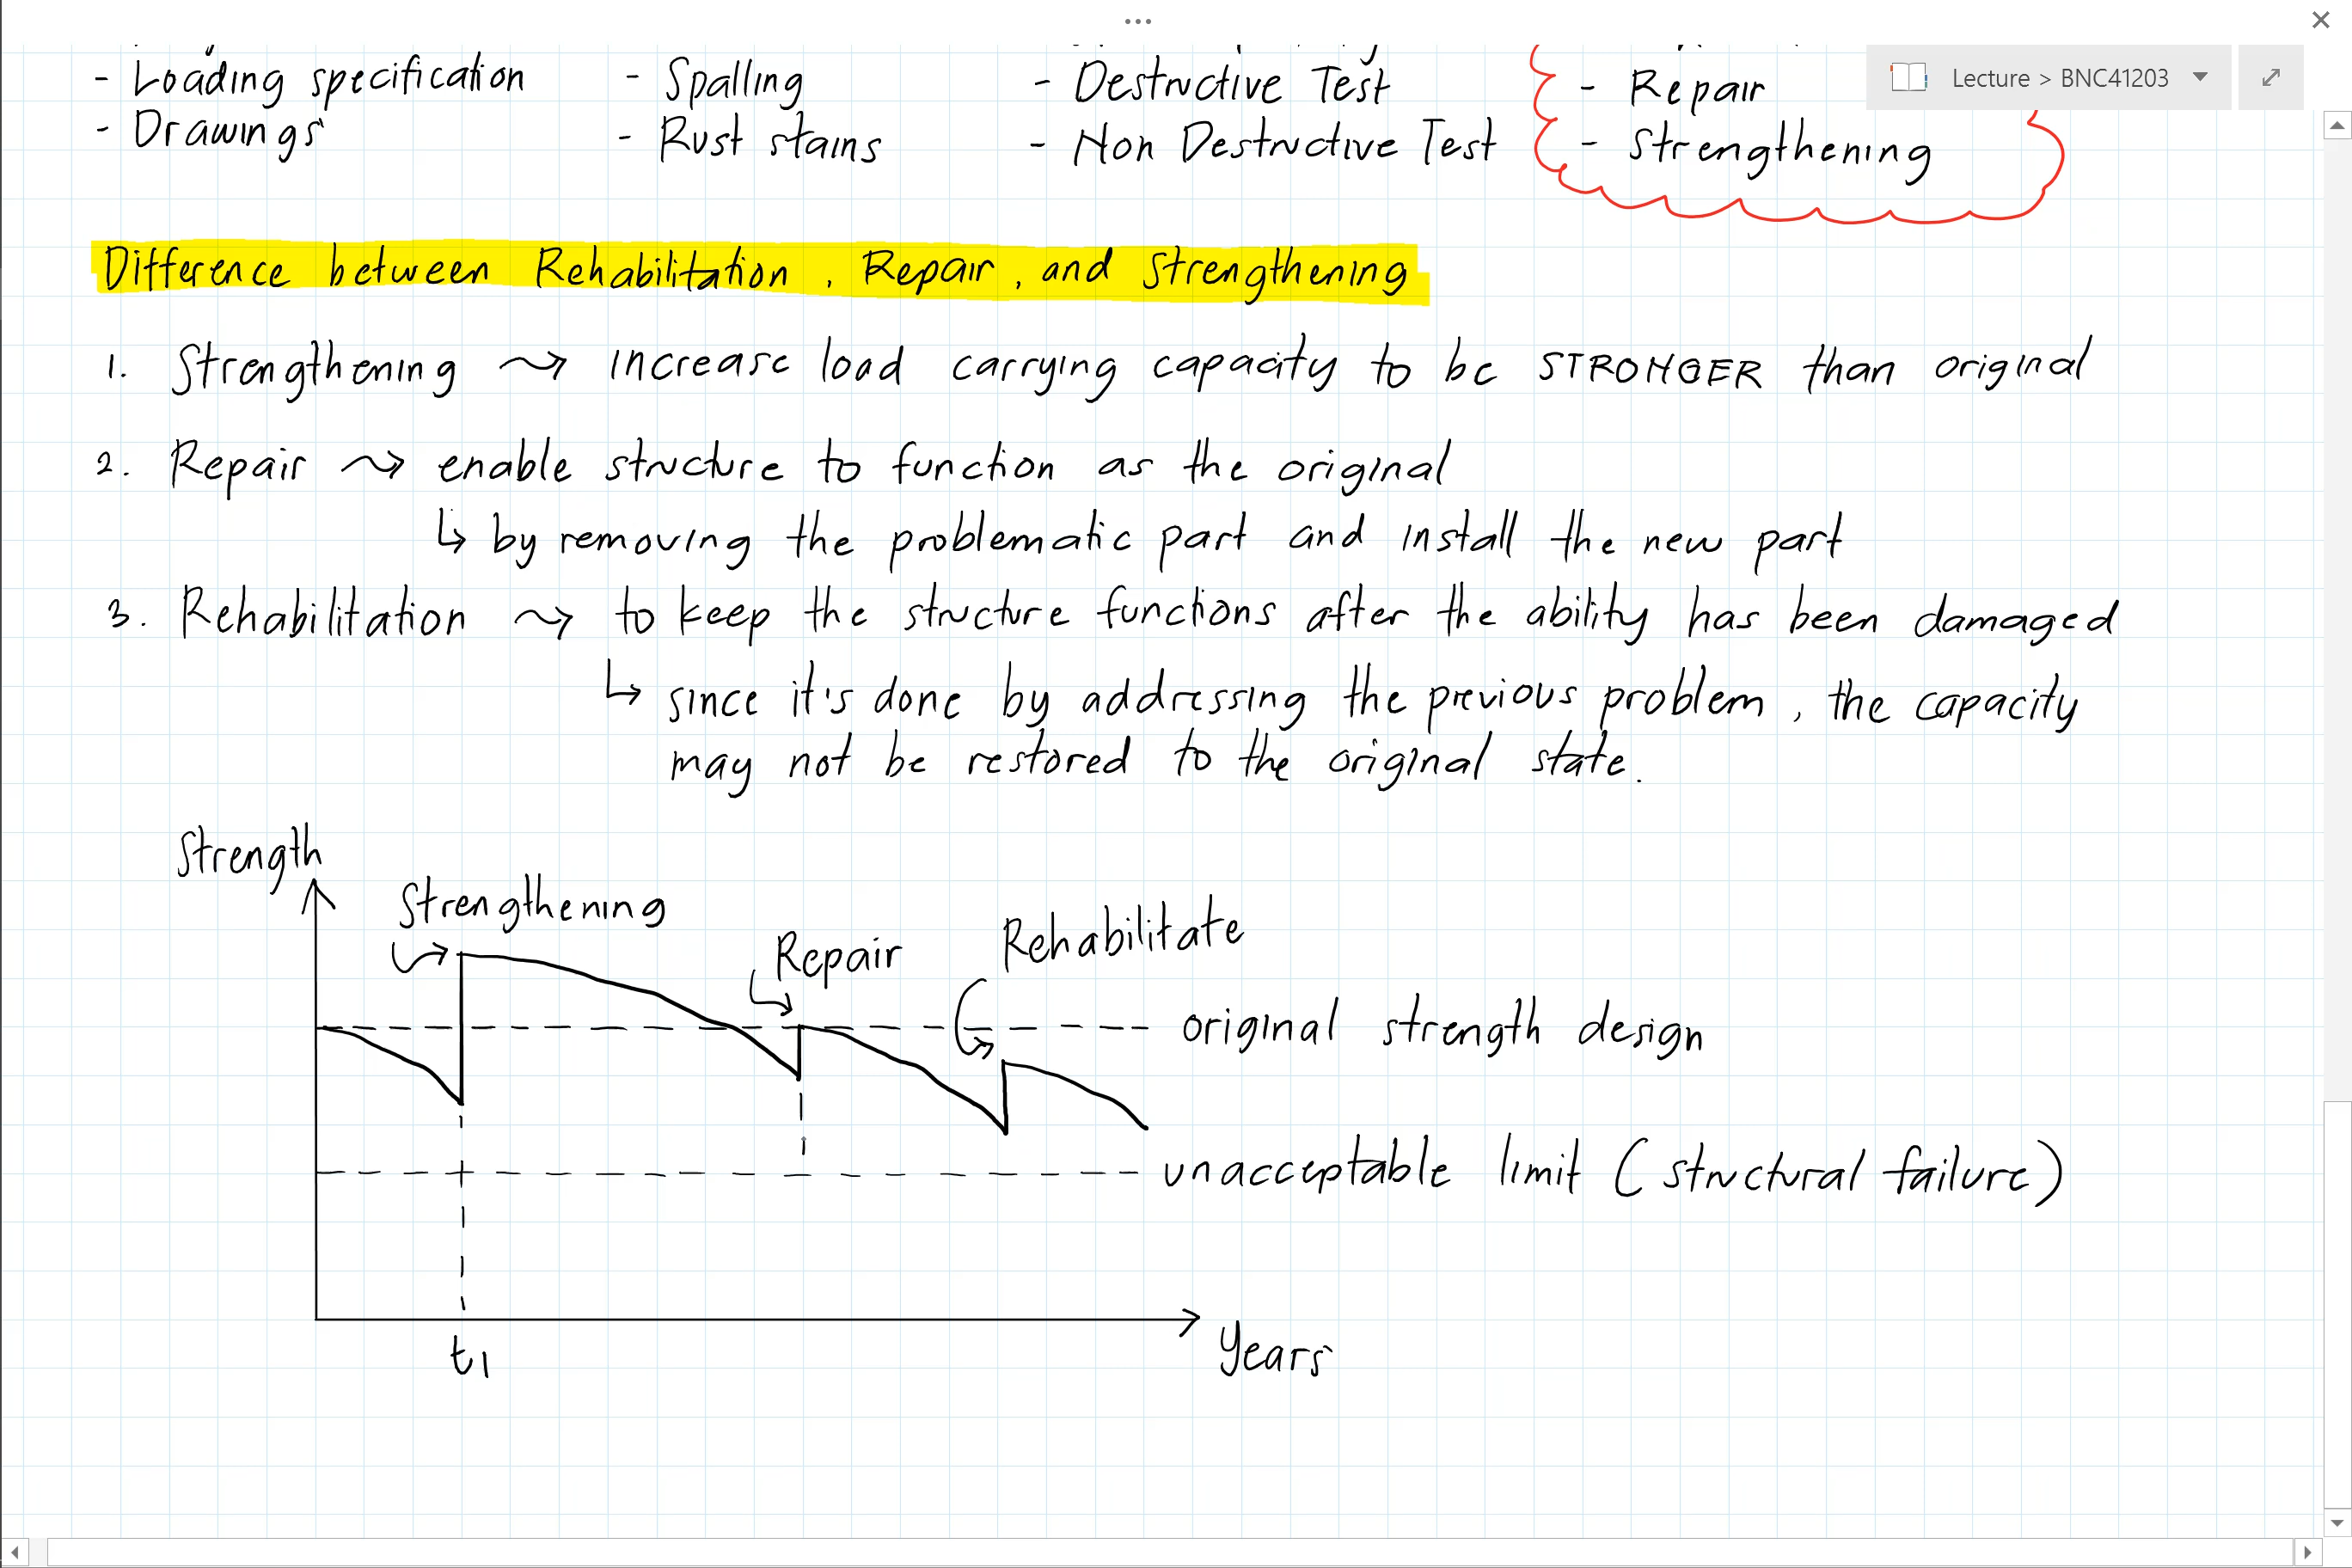 Lecture > BNC41203
- Loading specification - Spalling - Destructive Test - Repair
- Drawings - Rust stains - Non Destructive Test - Strengthening
Difference between Rehabilitation, Repair, and Strengthening
1. Strengthening ⤳ increase load carrying capacity to be STRONGER than original
2. Repair ⤳ enable structure to function as the original
↳ by removing the problematic part and install the new part
3. Rehabilitation ⤳ to keep the structure functions after the ability has been damaged
↳ since it's done by addressing the previous problem, the capacity
may not be restored to the original state.
Strength
Strengthening
Repair
Rehabilitate
original strength design
unacceptable limit (structural failure)
t1
Years